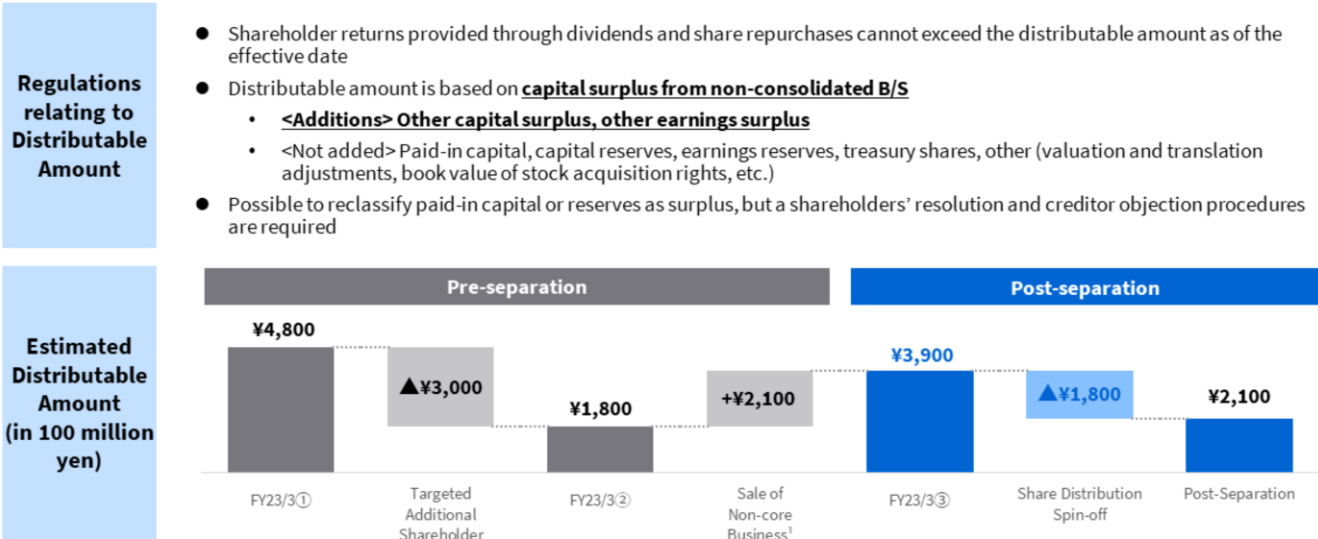 Regulations
relating to
Distributable
Amount
● Shareholder returns provided through dividends and share repurchases cannot exceed the distributable amount as of the
effective date
● Distributable amount is based on capital surplus from non-consolidated B/S
• <Additions> Other capital surplus, other earnings surplus
• <Not added> Paid-in capital, capital reserves, earnings reserves, treasury shares, other (valuation and translation
adjustments, book value of stock acquisition rights, etc.)
● Possible to reclassify paid-in capital or reserves as surplus, but a shareholders' resolution and creditor objection procedures
are required
Estimated
Distributable
Amount
(in 100 million
yen)
Pre-separation
Post-separation
¥4,800
▲¥3,000
¥1,800
+¥2,100
¥3,900
▲¥1,800
¥2,100
FY23/3①
Targeted
Additional
Shareholder
FY23/3②
Sale of
Non-core
Business¹
FY23/3③
Share Distribution
Spin-off
Post-Separation